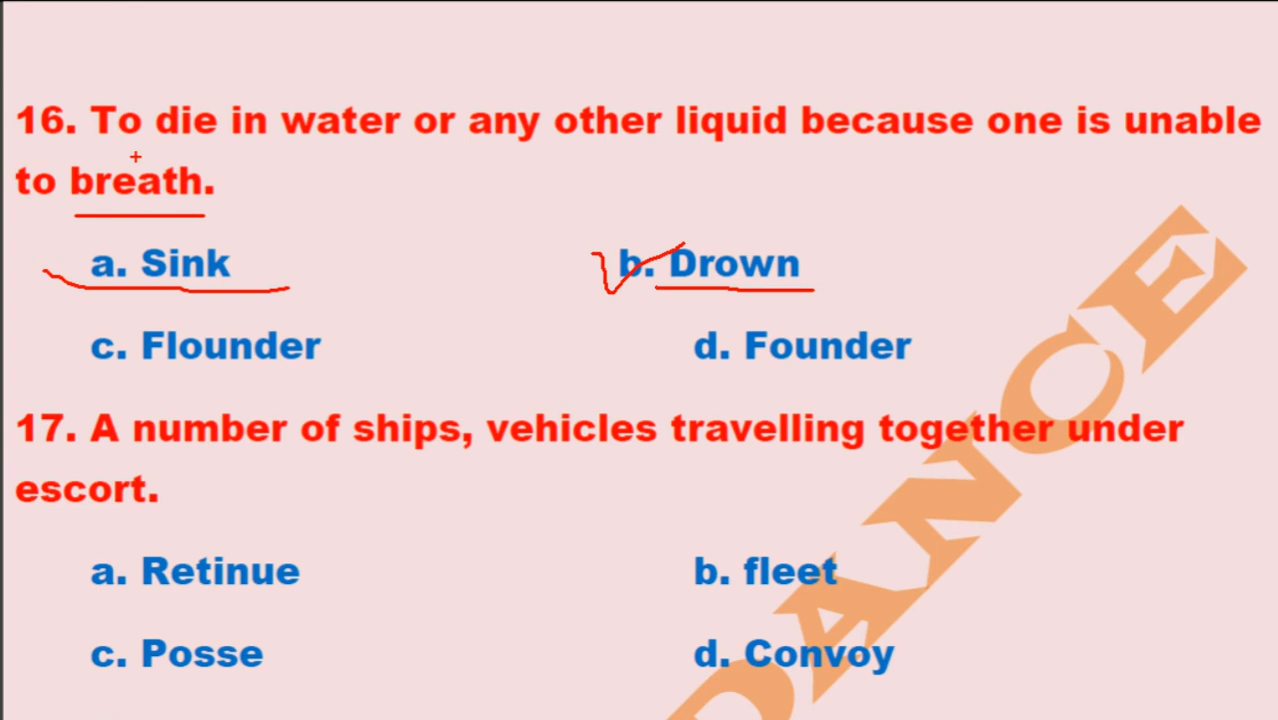 16. To die in water or any other liquid because one is unable
to breath.
a. Sink b. Drown
c. Flounder d. Founder
17. A number of ships, vehicles travelling together under
escort.
a. Retinue b. fleet
c. Posse d. Convoy
DANCE